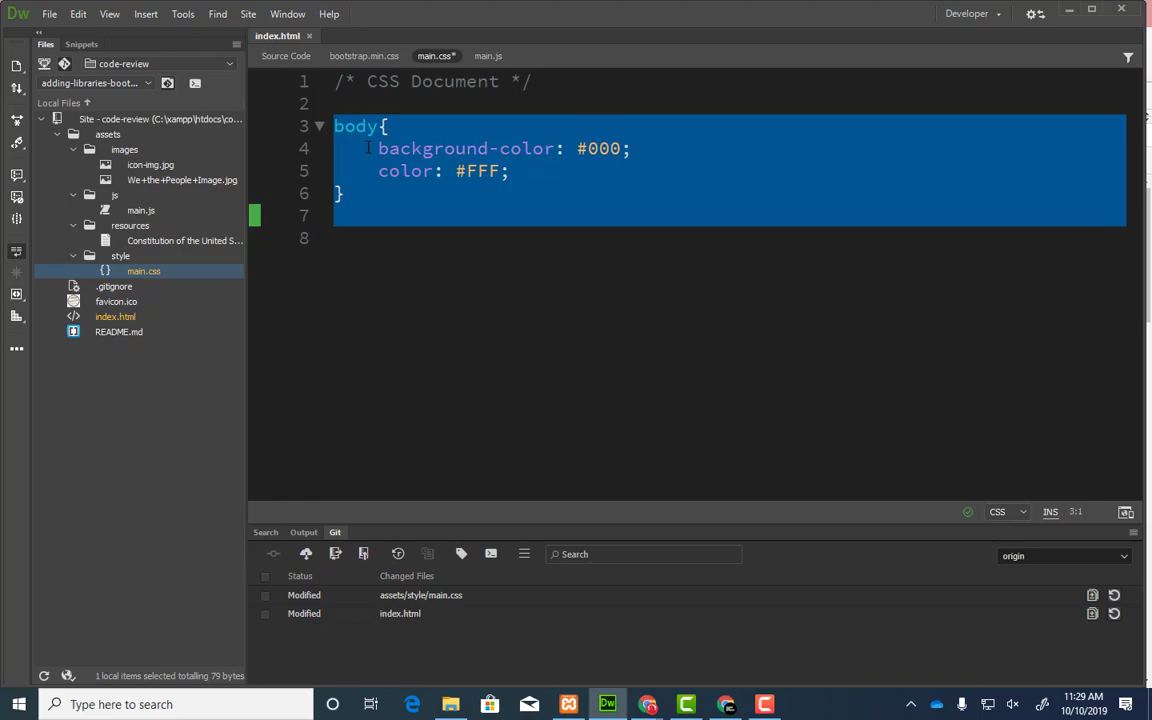 Dw File Edit View Insert Tools Find Site Window Help Developer
Files Snippets
index.html
code-review
Source Code bootstrap.min.css main.css* main.js
adding-libraries-boot...
Local Files
Site - code-review (C:\xampp\htdocs\co...
assets
images
icon-img.jpg
We+the+People+Image.jpg
js
main.js
resources
Constitution of the United S...
style
main.css
.gitignore
favicon.ico
index.html
README.md
1 local items selected totalling 79 bytes
1 /* CSS Document */
2
3 body{
4 background-color: #000;
5 color: #FFF;
6 }
7
8
CSS INS 3:1
Search Output Git
Search origin
Status Changed Files
Modified assets/style/main.css
Modified index.html
Type here to search
Dw
11:29 AM
10/10/2019